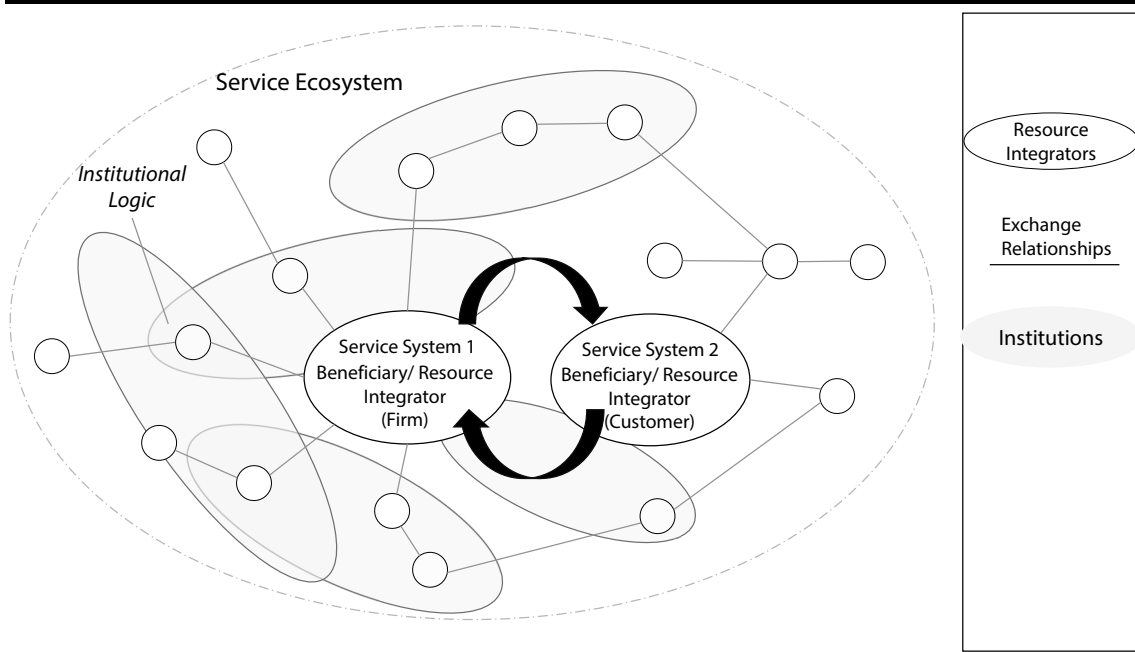 Service Ecosystem
Institutional
Logic
Service System 1
Beneficiary/ Resource
Integrator
(Firm)
Service System 2
Beneficiary/ Resource
Integrator
(Customer)
Resource
Integrators
Exchange
Relationships
Institutions